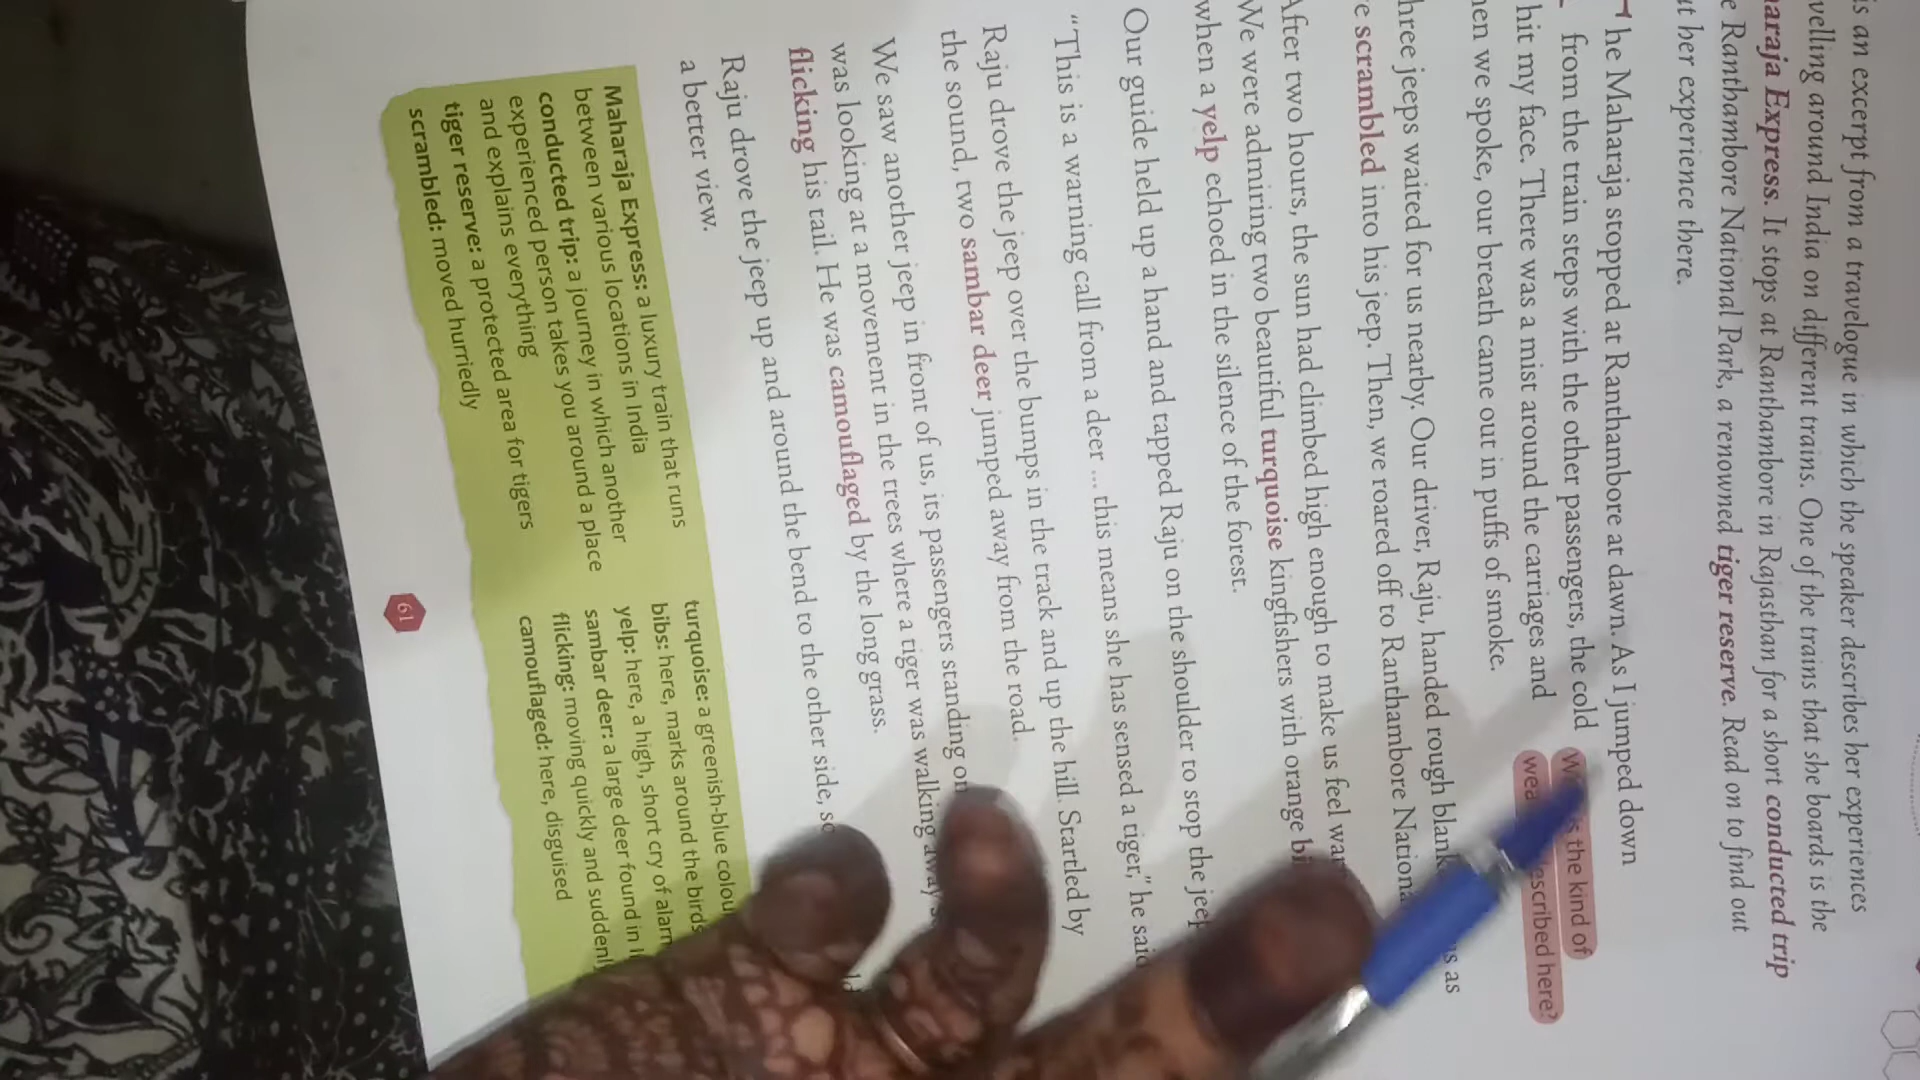 is an excerpt from a travelogue in which the speaker describes her experiences
velling around India on different trains. One of the trains that she boards is the
araja Express. It stops at Ranthambore in Rajasthan for a short conducted trip
e Ranthambore National Park, a renowned tiger reserve. Read on to find out
ut her experience there.
he Maharaja stopped at Ranthambore at dawn. As I jumped down
from the train steps with the other passengers, the cold
hit my face. There was a mist around the carriages and
hen we spoke, our breath came out in puffs of smoke.
is the kind of
described here?
hree jeeps waited for us nearby. Our driver, Raju, handed rough
as
e scrambled into his jeep. Then, we roared off to Ranthambore
After two hours, the sun had climbed high enough to make us feel
We were admiring two beautiful turquoise kingfishers with orange
when a yelp echoed in the silence of the forest.
Our guide held up a hand and tapped Raju on the shoulder to stop the
"This is a warning call from a deer ... this means she has sensed a tiger," he said
Raju drove the jeep over the bumps in the track and up the hill. Startled by
the sound, two sambar deer jumped away from the road.
We saw another jeep in front of us, its passengers standing
was looking at a movement in the trees where a tiger was walking away
flicking his tail. He was camouflaged by the long grass.
Raju drove the jeep up and around the bend to the other side,
a better view.
Maharaja Express: a luxury train that runs
between various locations in India
conducted trip: a journey in which another
experienced person takes you around a place
and explains everything
tiger reserve: a protected area for tigers
scrambled: moved hurriedly
turquoise: a greenish-blue colou
bibs: here, marks around the birds
yelp: here, a high, short cry of alarm
sambar deer: a large deer found in
flicking: moving quickly and suddenl
camouflaged: here, disguised
61